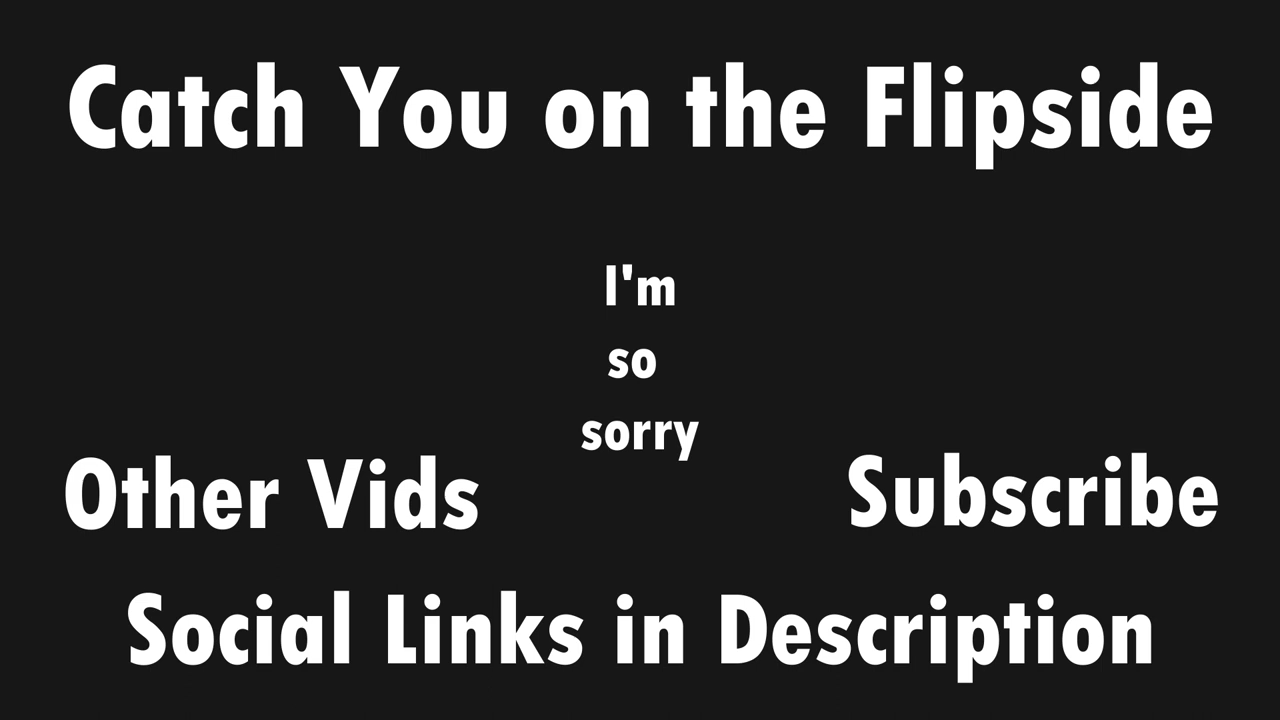 Catch You on the Flipside
I'm
so
sorry
Other Vids
Subscribe
Social Links in Description